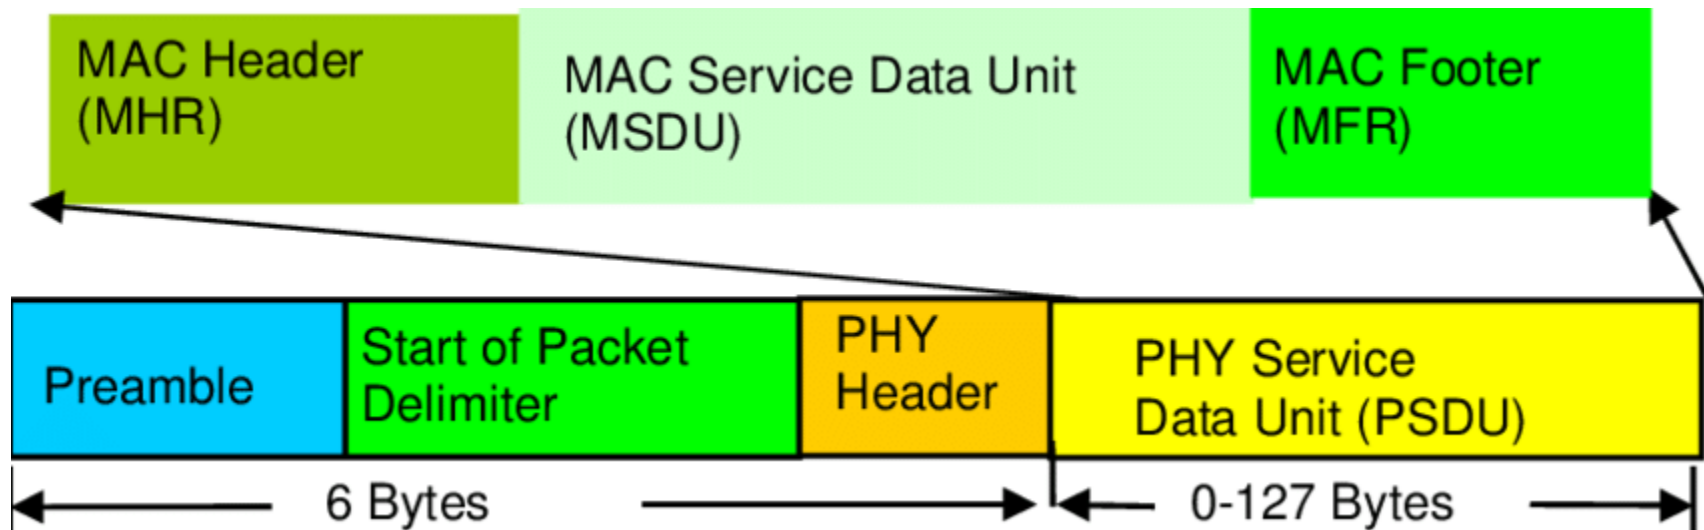 MAC Header
(MHR)
MAC Service Data Unit
(MSDU)
MAC Footer
(MFR)
Preamble
Start of Packet
Delimiter
PHY
Header
PHY Service
Data Unit (PSDU)
6 Bytes
0-127 Bytes